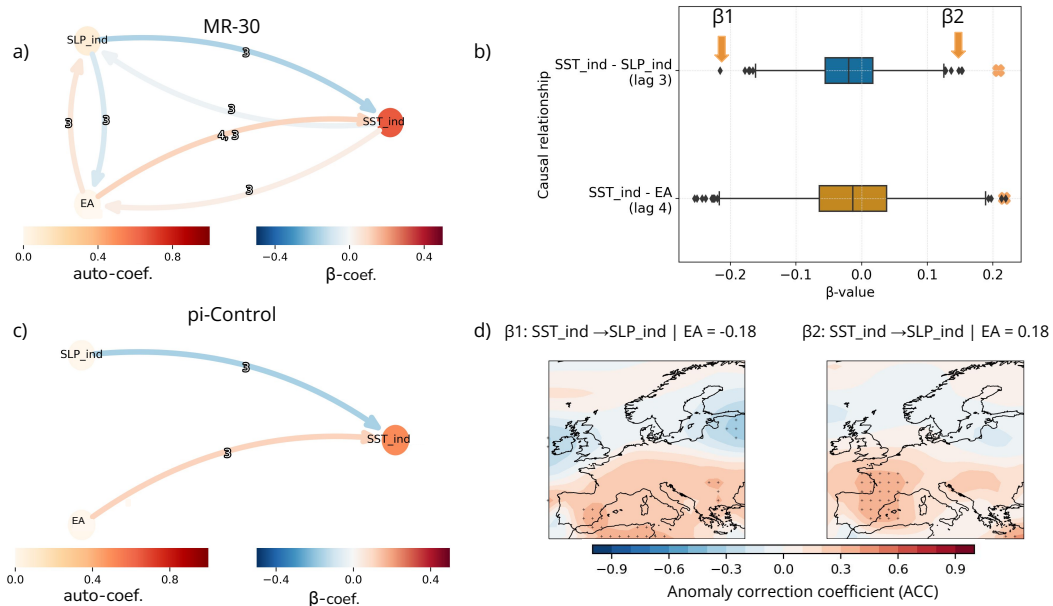 a)
MR-30
SLP_ind
3
3
3
3
4, 3
SST_ind
EA
3
0.0
0.4
0.8
auto-coef.
−0.4
0.0
0.4
β-coef.
b)
β1
β2
Causal relationship
SST_ind - SLP_ind
(lag 3)
SST_ind - EA
(lag 4)
−0.2
−0.1
0.0
0.1
0.2
β-value
c)
pi-Control
SLP_ind
3
SST_ind
3
EA
0.0
0.4
0.8
auto-coef.
−0.4
0.0
0.4
β-coef.
d)
β1: SST_ind →SLP_ind | EA = -0.18
β2: SST_ind →SLP_ind | EA = 0.18
−0.9
−0.6
−0.3
0.0
0.3
0.6
0.9
Anomaly correction coefficient (ACC)